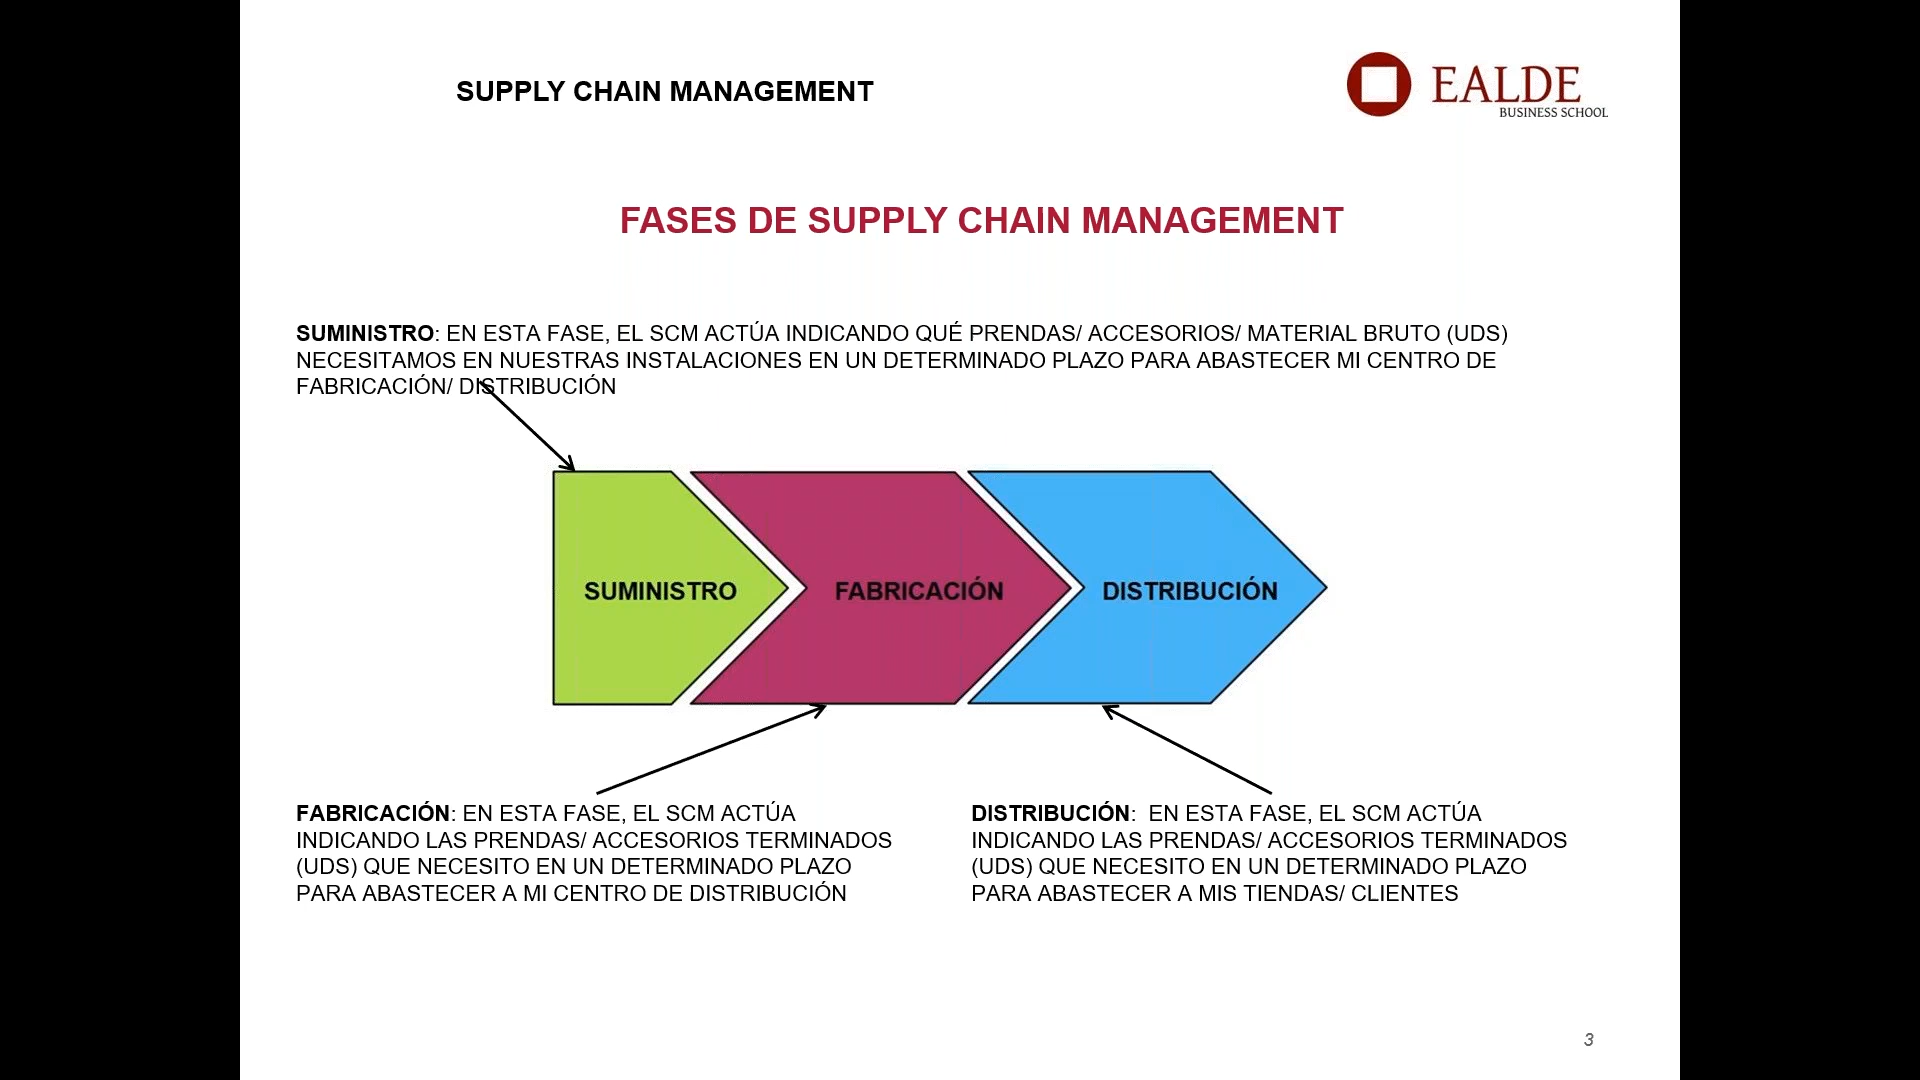 SUPPLY CHAIN MANAGEMENT
EALDE
BUSINESS SCHOOL
FASES DE SUPPLY CHAIN MANAGEMENT
SUMINISTRO: EN ESTA FASE, EL SCM ACTÚA INDICANDO QUÉ PRENDAS/ ACCESORIOS/ MATERIAL BRUTO (UDS)
NECESITAMOS EN NUESTRAS INSTALACIONES EN UN DETERMINADO PLAZO PARA ABASTECER MI CENTRO DE
FABRICACIÓN/ DISTRIBUCIÓN
SUMINISTRO
FABRICACIÓN
DISTRIBUCIÓN
FABRICACIÓN: EN ESTA FASE, EL SCM ACTÚA
INDICANDO LAS PRENDAS/ ACCESORIOS TERMINADOS
(UDS) QUE NECESITO EN UN DETERMINADO PLAZO
PARA ABASTECER A MI CENTRO DE DISTRIBUCIÓN
DISTRIBUCIÓN:  EN ESTA FASE, EL SCM ACTÚA
INDICANDO LAS PRENDAS/ ACCESORIOS TERMINADOS
(UDS) QUE NECESITO EN UN DETERMINADO PLAZO
PARA ABASTECER A MIS TIENDAS/ CLIENTES
3